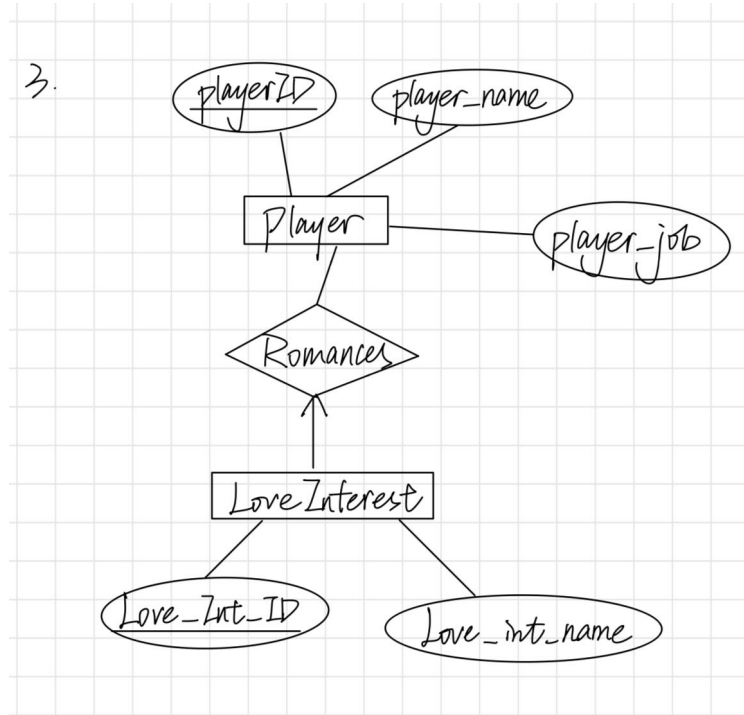 3.
playerID
player_name
Player
player_job
Romances
LoveInterest
Love_Int_ID
Love_int_name